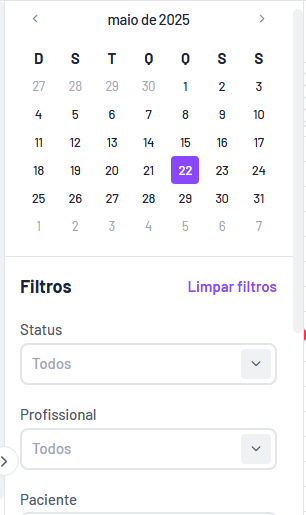 maio de 2025
D S T Q Q S S
27 28 29 30 1 2 3
4 5 6 7 8 9 10
11 12 13 14 15 16 17
18 19 20 21 22 23 24
25 26 27 28 29 30 31
1 2 3 4 5 6 7
Filtros Limpar filtros
Status
Todos
Profissional
Todos
Paciente